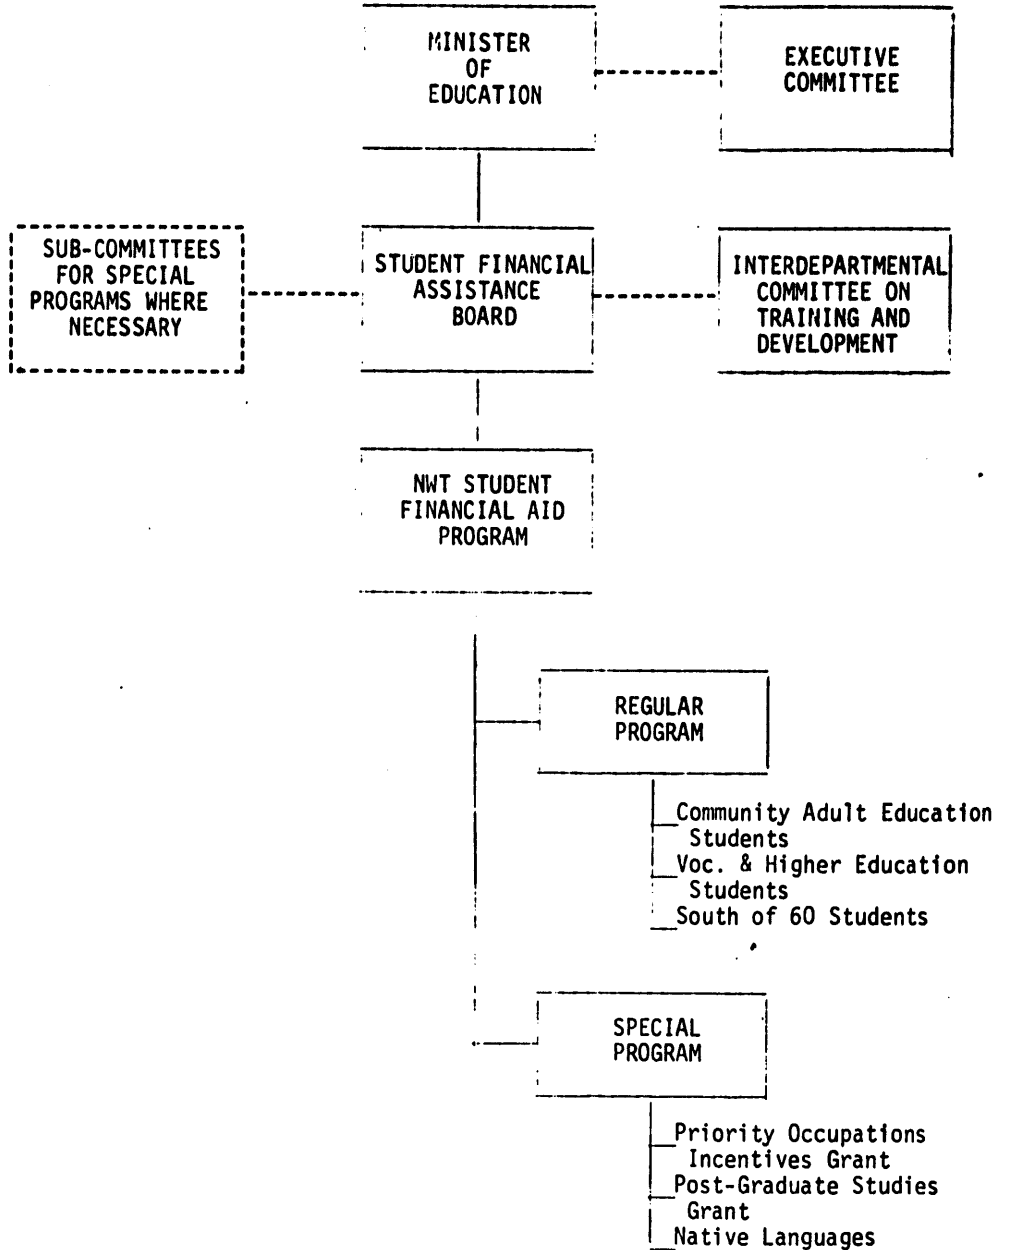 MINISTER
OF
EDUCATION
EXECUTIVE
COMMITTEE
SUB-COMMITTEES
FOR SPECIAL
PROGRAMS WHERE
NECESSARY
STUDENT FINANCIAL
ASSISTANCE
BOARD
INTERDEPARTMENTAL
COMMITTEE ON
TRAINING AND
DEVELOPMENT
NWT STUDENT
FINANCIAL AID
PROGRAM
REGULAR
PROGRAM
Community Adult Education
Students
Voc. & Higher Education
Students
South of 60 Students
SPECIAL
PROGRAM
Priority Occupations
Incentives Grant
Post-Graduate Studies
Grant
Native Languages